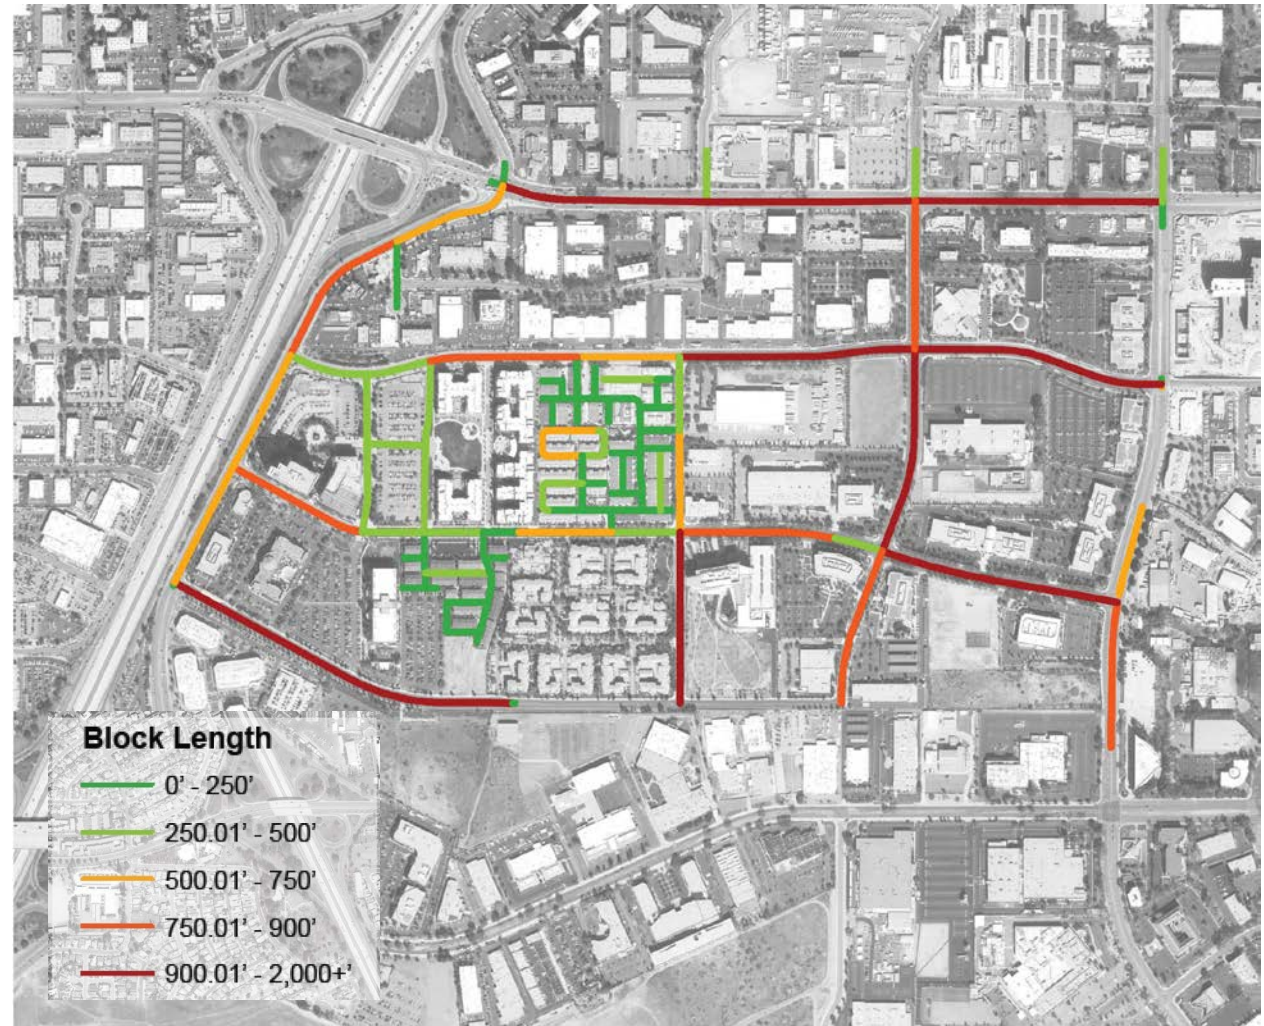 Block Length
0' - 250'
250.01' - 500'
500.01' - 750'
750.01' - 900'
900.01' - 2,000+'